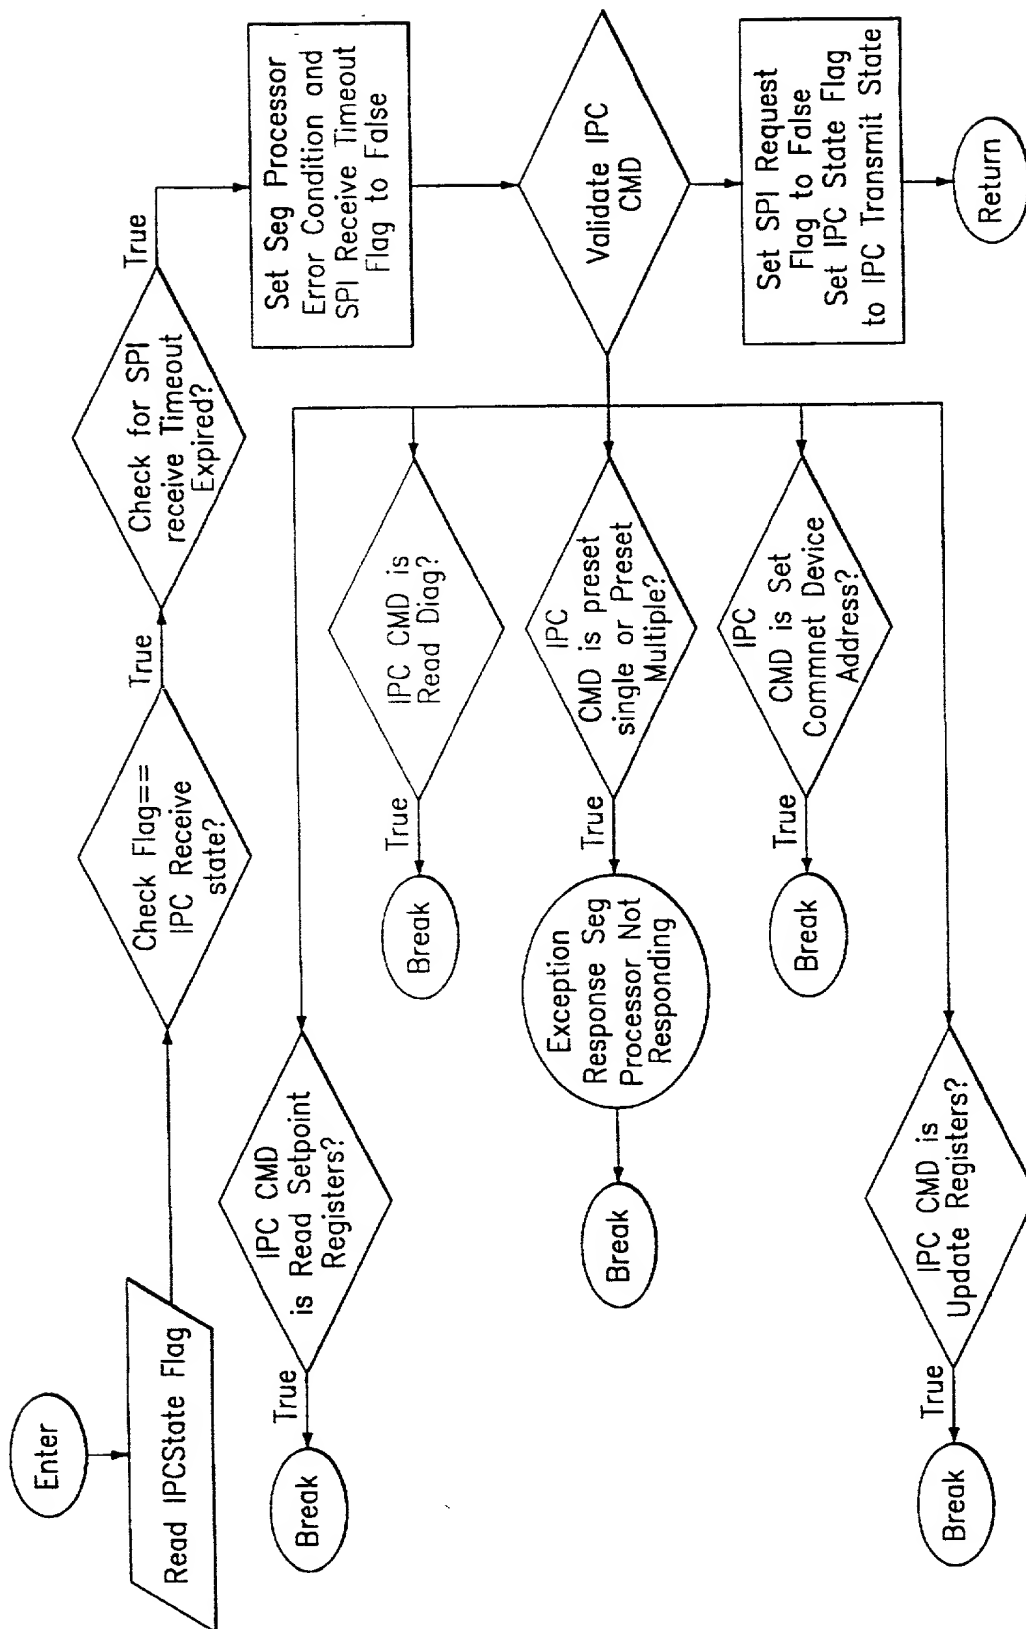 Enter
Read IPCState Flag
Check Flag==
IPC Receive
state?
True
Check for SPI
receive Timeout
Expired?
True
Set Seg Processor
Error Condition and
SPI Receive Timeout
Flag to False
Validate IPC
CMD
Set SPI Request
Flag to False
Set IPC State Flag
to IPC Transmit State
Return
IPC CMD
is Read Setpoint
Registers?
True
Break
IPC CMD is
Read Diag?
True
Break
IPC
CMD is preset
single or Preset
Multiple?
True
Exception
Response Seg
Processor Not
Responding
Break
IPC
CMD is Set
Commnet Device
Address?
True
Break
IPC CMD is
Update Registers?
True
Break